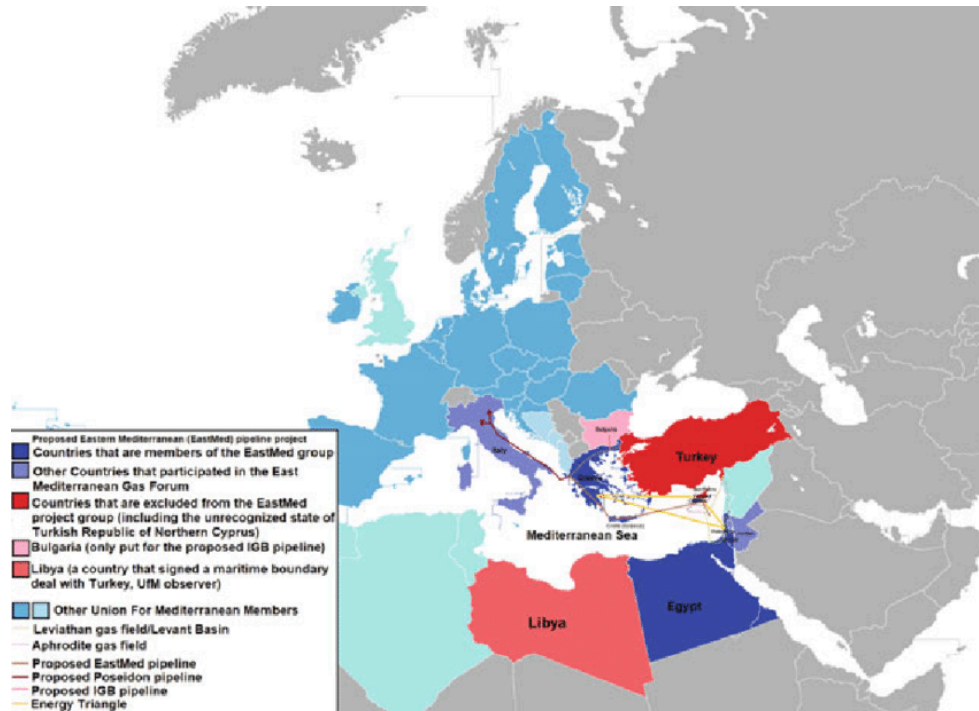 Bulgaria
Italy
Greece
Turkey
Mediterranean Sea
Libya
Egypt
Proposed Eastern Mediterranean (EastMed) pipeline project
Countries that are members of the EastMed group
Other Countries that participated in the East
Mediterranean Gas Forum
Countries that are excluded from the EastMed
project group (including the unrecognized state of
Turkish Republic of Northern Cyprus)
Bulgaria (only put for the proposed IGB pipeline)
Libya (a country that signed a maritime boundary
deal with Turkey, UfM observer)
Other Union For Mediterranean Members
Leviathan gas field/Levant Basin
Aphrodite gas field
Proposed EastMed pipeline
Proposed Poseidon pipeline
Proposed IGB pipeline
Energy Triangle